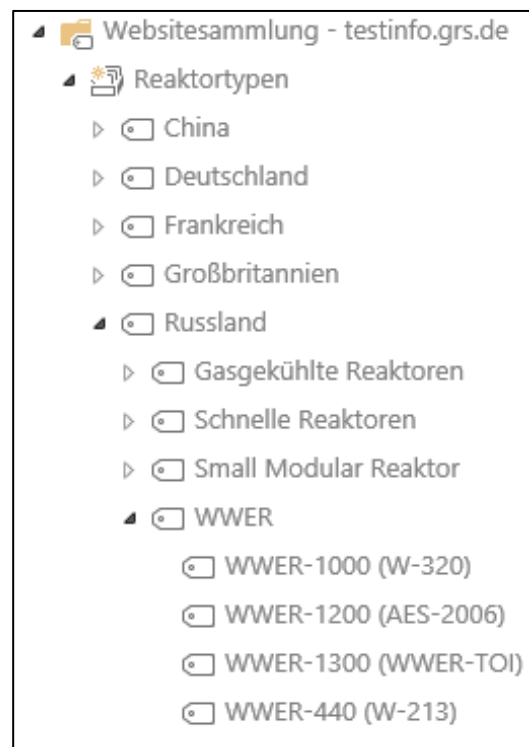 Websitesammlung - testinfo.grs.de
Reaktortypen
China
Deutschland
Frankreich
Großbritannien
Russland
Gasgekühlte Reaktoren
Schnelle Reaktoren
Small Modular Reaktor
WWER
WWER-1000 (W-320)
WWER-1200 (AES-2006)
WWER-1300 (WWER-TOI)
WWER-440 (W-213)